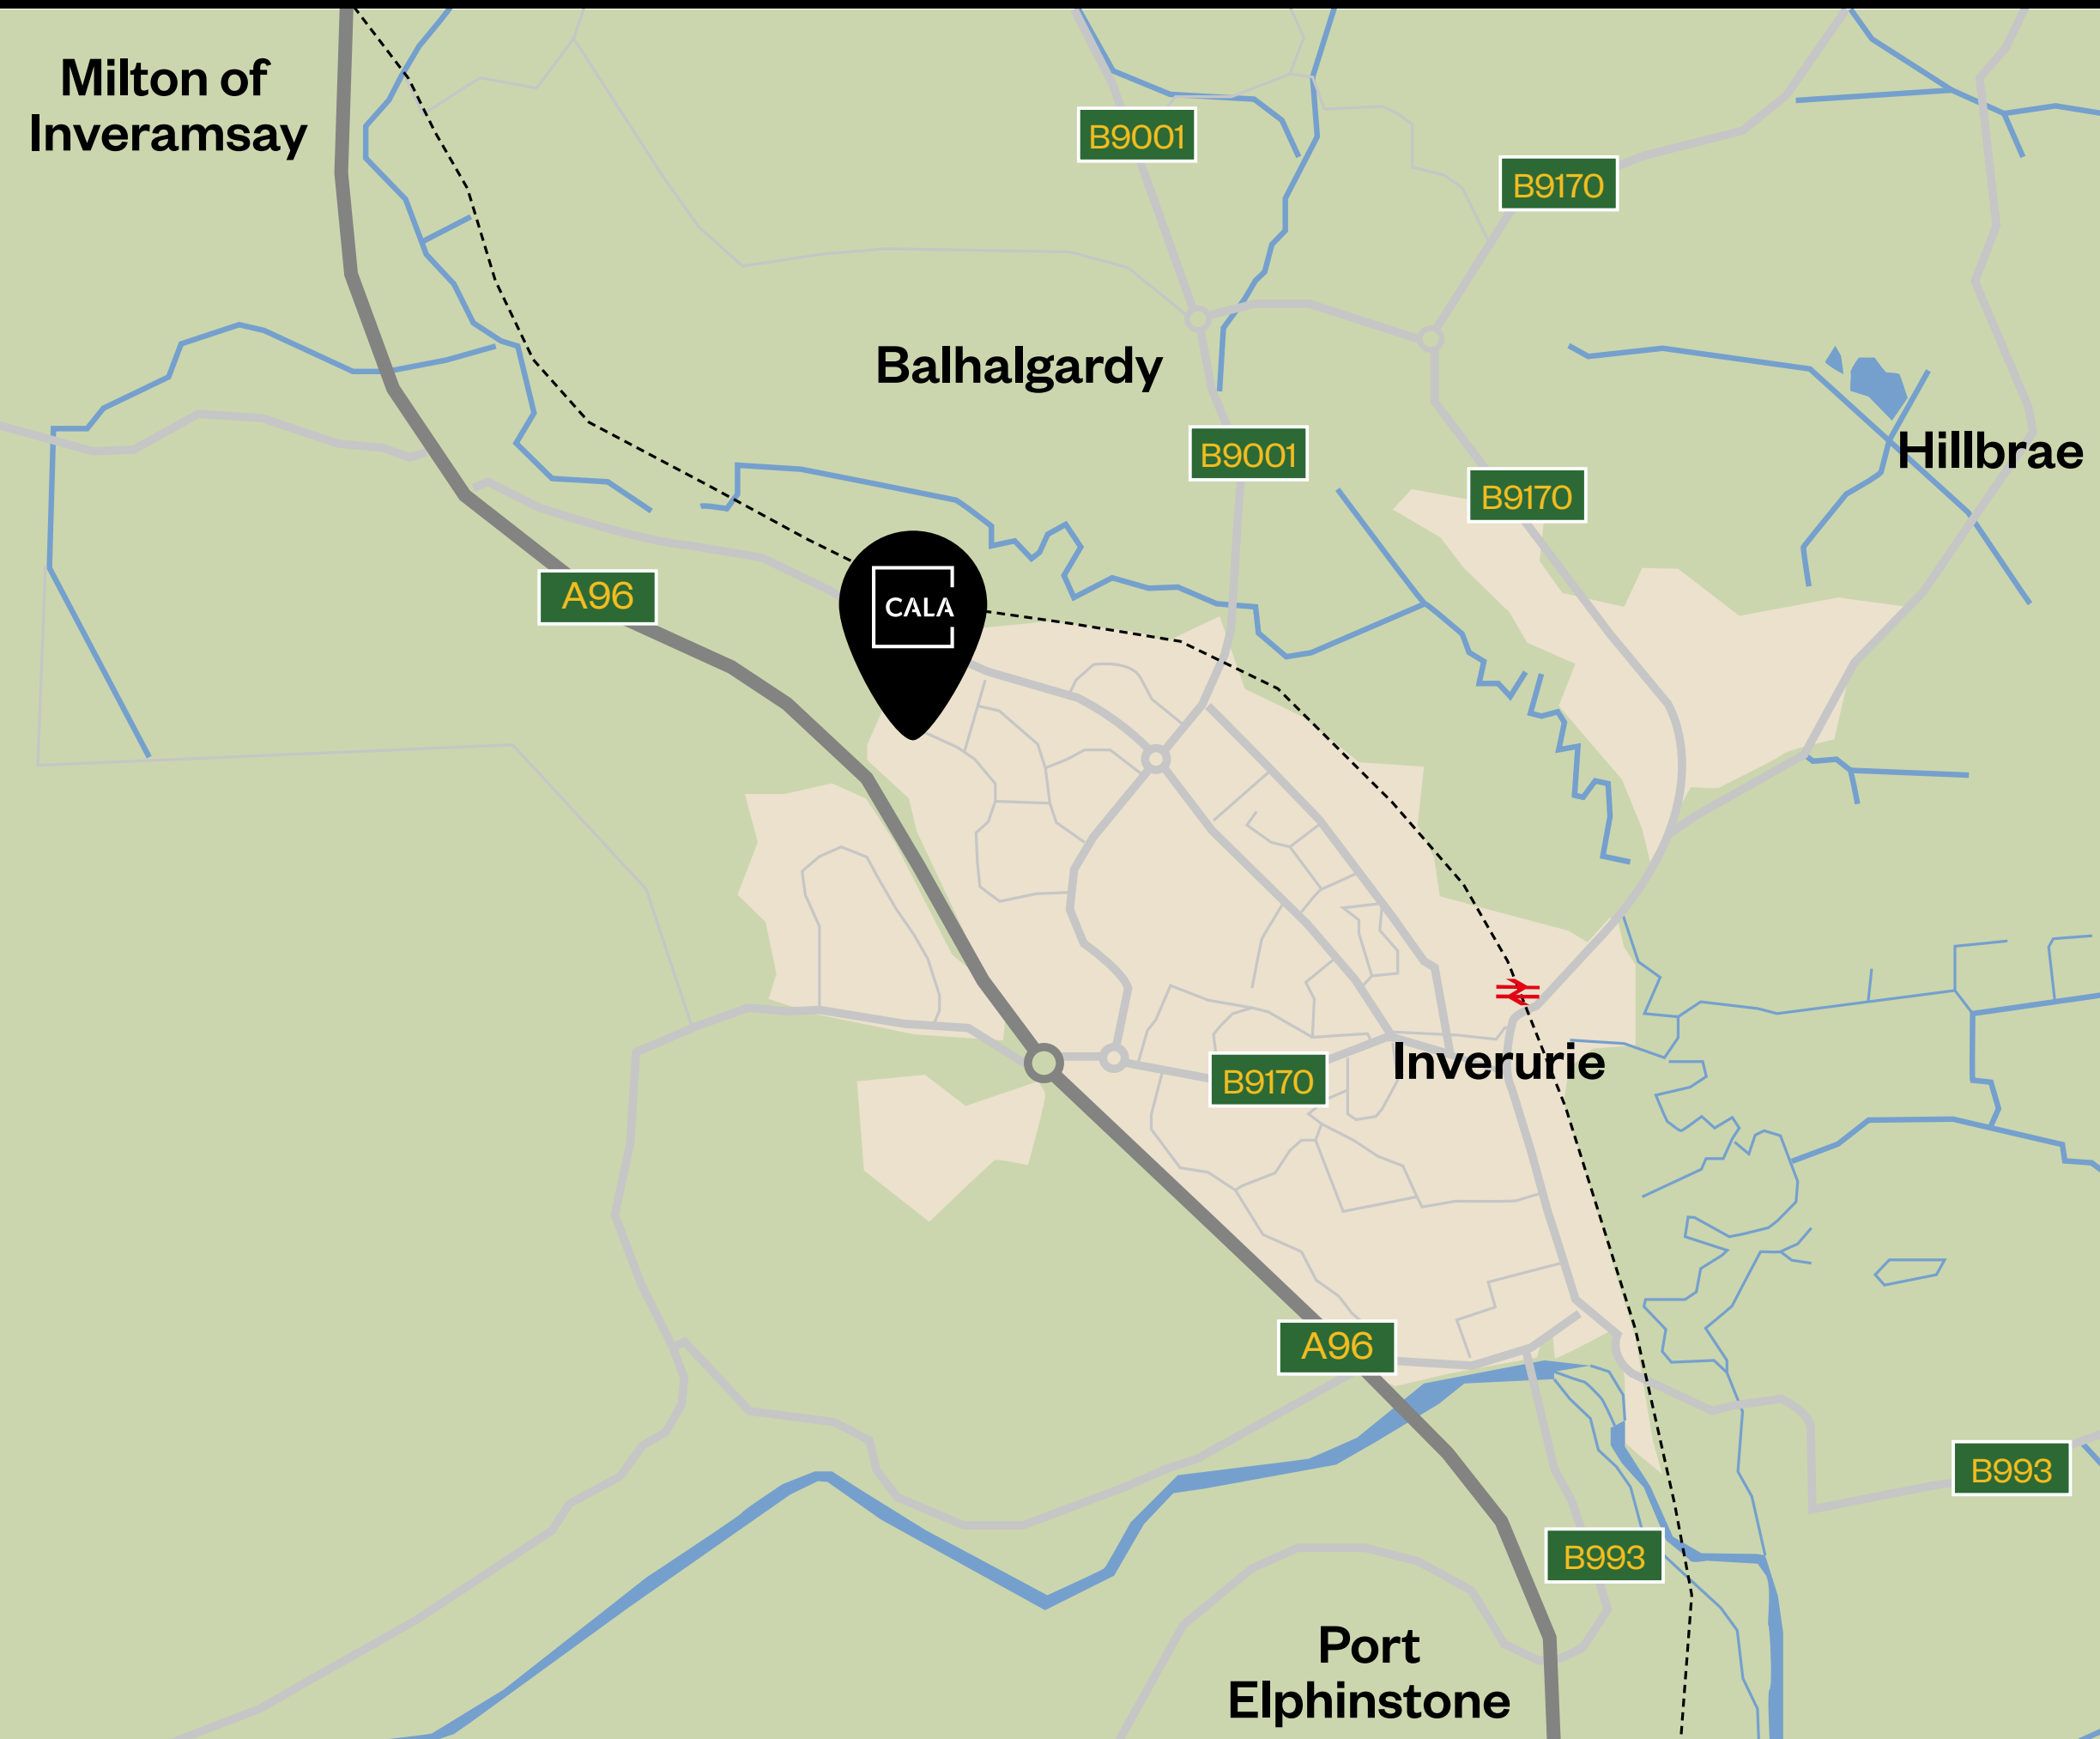 Milton of
Inveramsay
B9001
B9170
Balhalgardy
B9001
Hillbrae
B9170
A96
CALA
Inverurie
B9170
A96
B993
B993
Port
Elphinstone